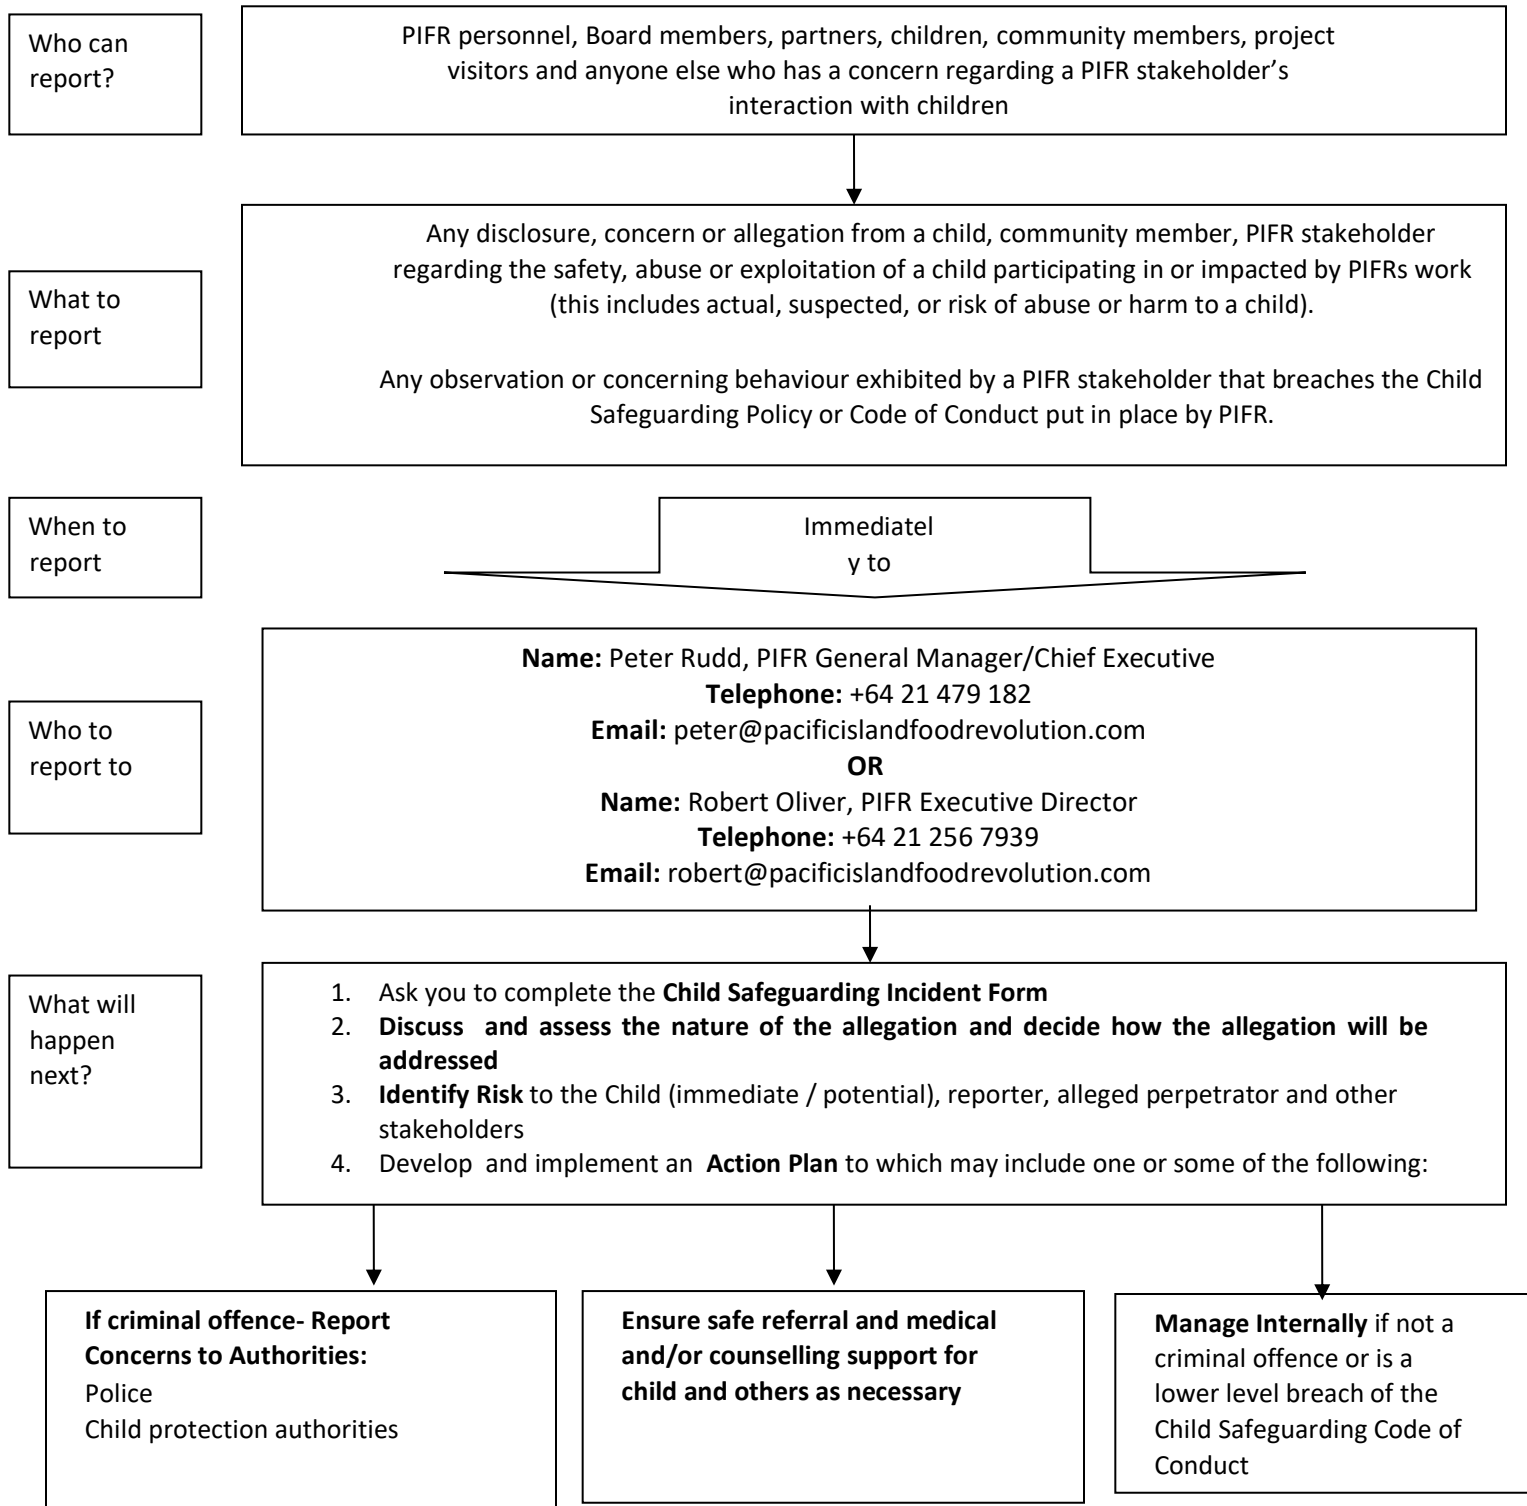 Who can
report?
PIFR personnel, Board members, partners, children, community members, project
visitors and anyone else who has a concern regarding a PIFR stakeholder's
interaction with children
What to
report
Any disclosure, concern or allegation from a child, community member, PIFR stakeholder
regarding the safety, abuse or exploitation of a child participating in or impacted by PIFRs work
(this includes actual, suspected, or risk of abuse or harm to a child).
Any observation or concerning behaviour exhibited by a PIFR stakeholder that breaches the Child
Safeguarding Policy or Code of Conduct put in place by PIFR.
When to
report
Immediatel
y to
Who to
report to
Name: Peter Rudd, PIFR General Manager/Chief Executive
Telephone: +64 21 479 182
Email: peter@pacificislandfoodrevolution.com
OR
Name: Robert Oliver, PIFR Executive Director
Telephone: +64 21 256 7939
Email: robert@pacificislandfoodrevolution.com
What will
happen
next?
1. Ask you to complete the Child Safeguarding Incident Form
2. Discuss and assess the nature of the allegation and decide how the allegation will be
addressed
3. Identify Risk to the Child (immediate / potential), reporter, alleged perpetrator and other
stakeholders
4. Develop and implement an Action Plan to which may include one or some of the following:
If criminal offence- Report
Concerns to Authorities:
Police
Child protection authorities
Ensure safe referral and medical
and/or counselling support for
child and others as necessary
Manage Internally if not a
criminal offence or is a
lower level breach of the
Child Safeguarding Code of
Conduct